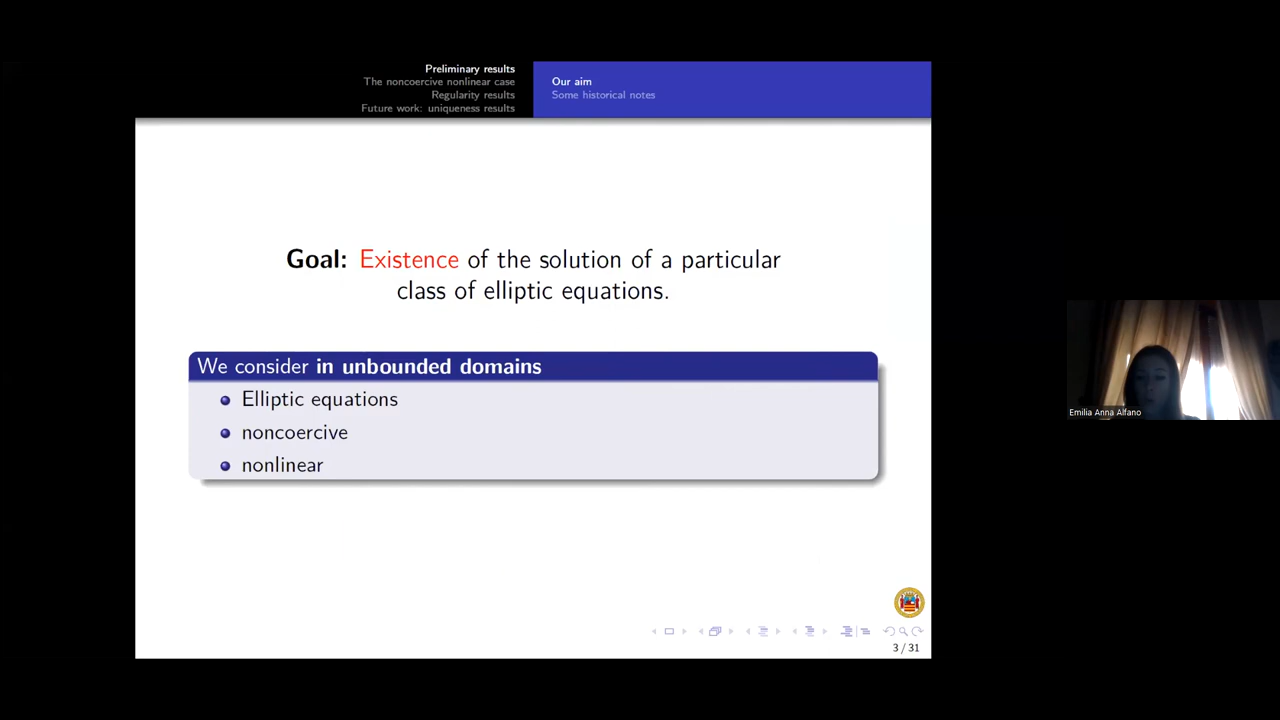 Preliminary results
The noncoercive nonlinear case
Regularity results
Future work: uniqueness results
Our aim
Some historical notes
Goal: Existence of the solution of a particular
class of elliptic equations.
We consider in unbounded domains
Elliptic equations
noncoercive
nonlinear
3 / 31
Emilia Anna Alfano